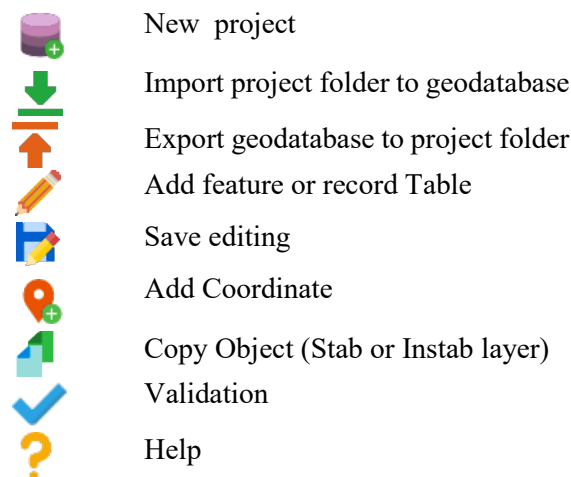 New  project
Import project folder to geodatabase
Export geodatabase to project folder
Add feature or record Table
Save editing
Add Coordinate
Copy Object (Stab or Instab layer)
Validation
Help